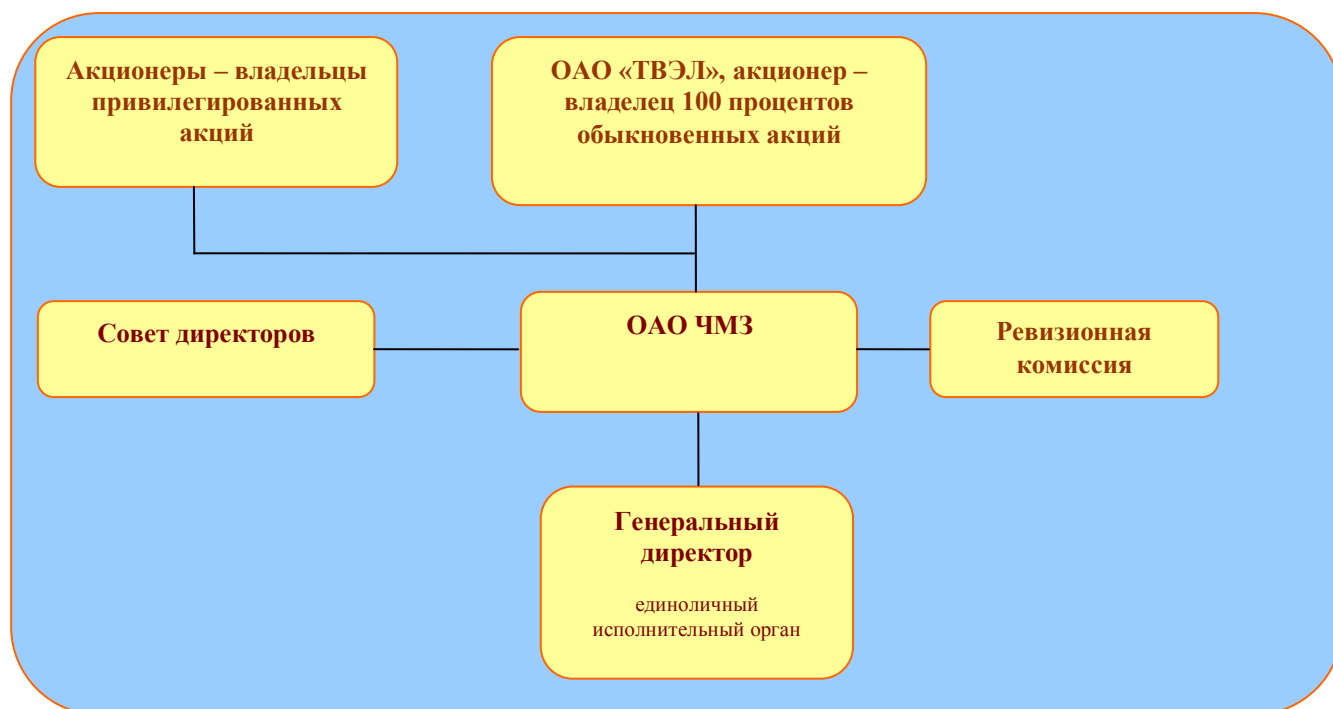 Акционеры – владельцы
привилегированных
акций
ОАО «ТВЭЛ», акционер –
владелец 100 процентов
обыкновенных акций
Совет директоров
ОАО ЧМЗ
Ревизионная
комиссия
Генеральный
директор
единоличный
исполнительный орган